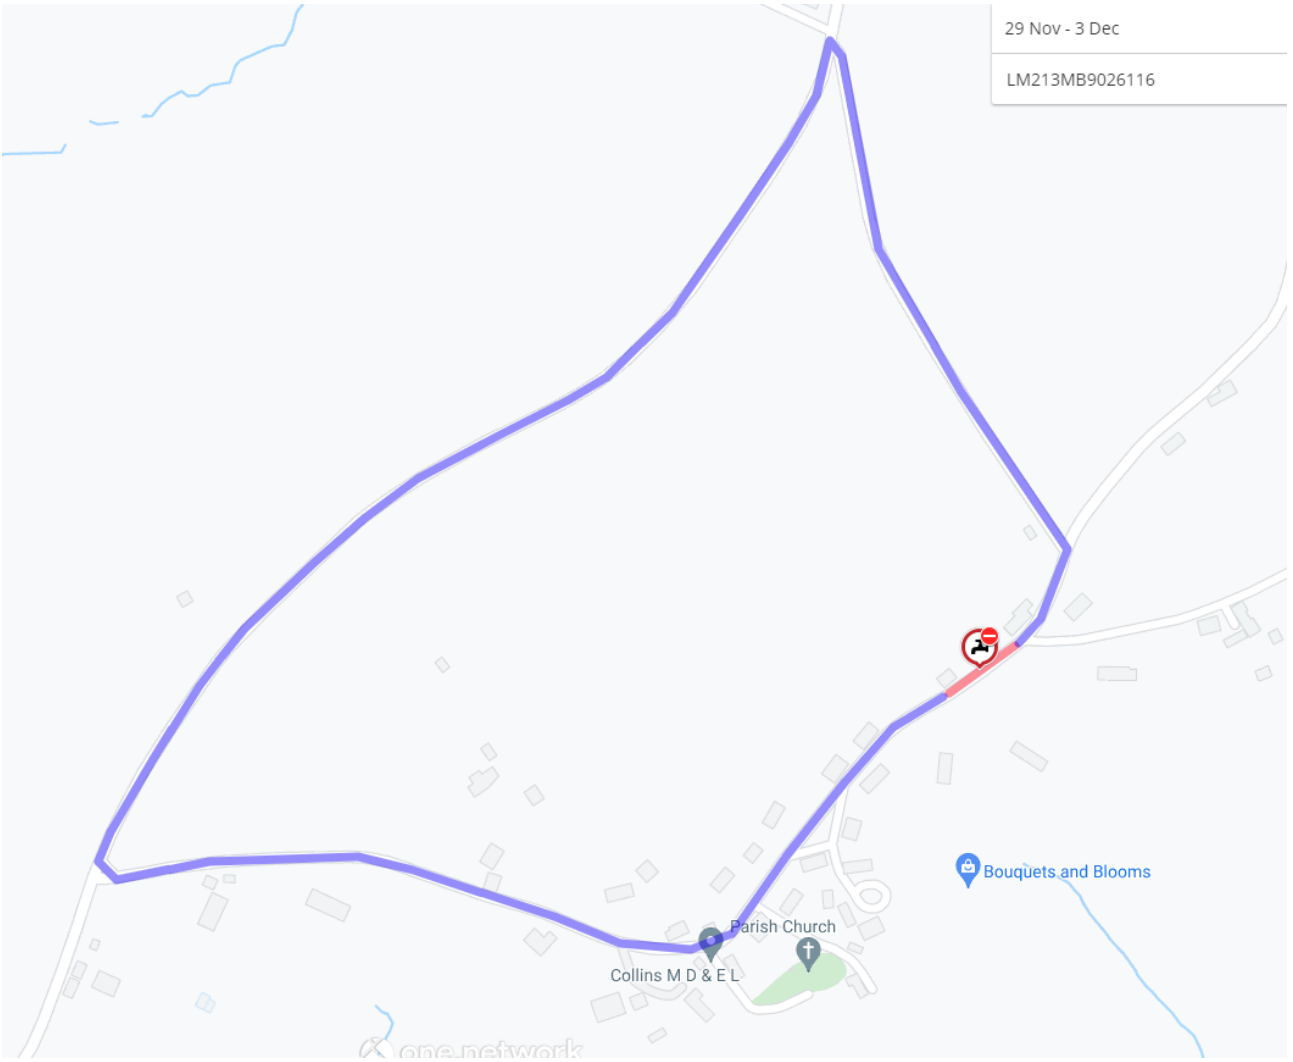 29 Nov - 3 Dec
LM213MB9026116
Bouquets and Blooms
Parish Church
Collins M D & E L
one.network